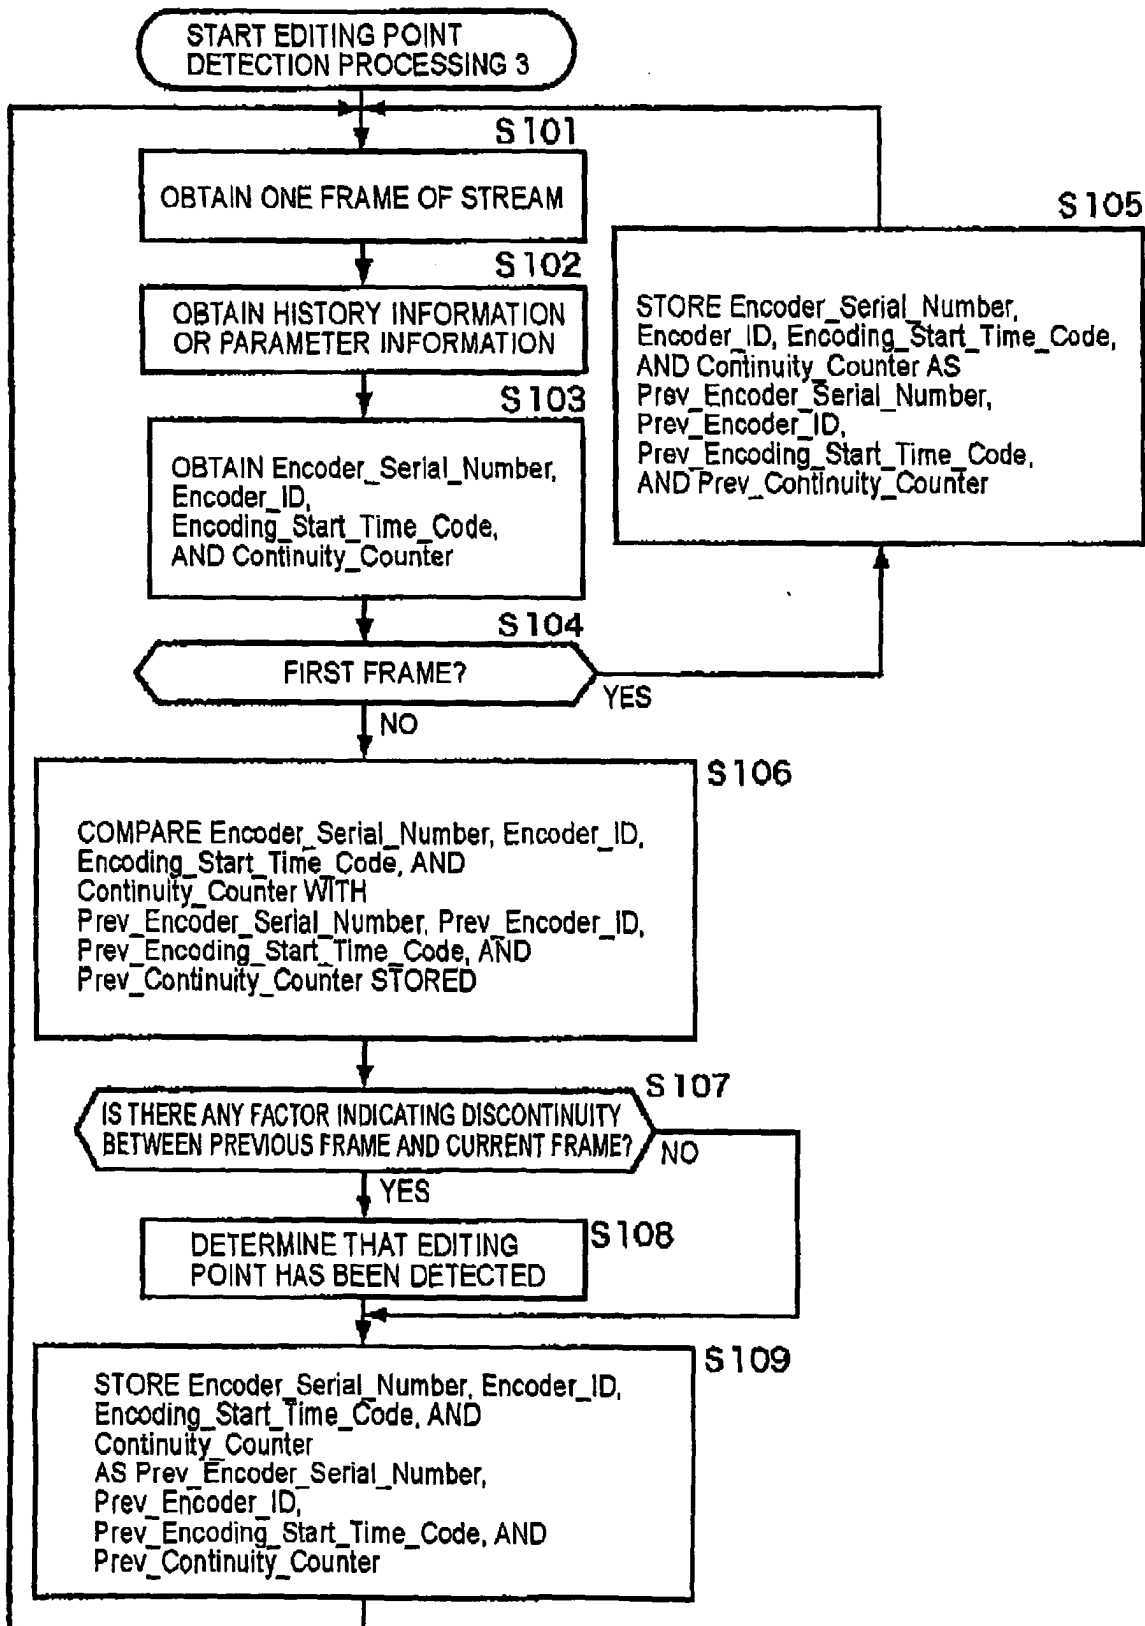 START EDITING POINT
DETECTION PROCESSING 3
S101
OBTAIN ONE FRAME OF STREAM
S102
OBTAIN HISTORY INFORMATION
OR PARAMETER INFORMATION
S103
OBTAIN Encoder_Serial_Number,
Encoder_ID,
Encoding_Start_Time_Code,
AND Continuity_Counter
S104
FIRST FRAME?
YES
NO
S105
STORE Encoder_Serial_Number,
Encoder_ID, Encoding_Start_Time_Code,
AND Continuity_Counter AS
Prev_Encoder_Serial_Number,
Prev_Encoder_ID,
Prev_Encoding_Start_Time_Code,
AND Prev_Continuity_Counter
S106
COMPARE Encoder_Serial_Number, Encoder_ID,
Encoding_Start_Time_Code, AND
Continuity_Counter WITH
Prev_Encoder_Serial_Number, Prev_Encoder_ID,
Prev_Encoding_Start_Time_Code, AND
Prev_Continuity_Counter STORED
S107
IS THERE ANY FACTOR INDICATING DISCONTINUITY
BETWEEN PREVIOUS FRAME AND CURRENT FRAME?
NO
YES
S108
DETERMINE THAT EDITING
POINT HAS BEEN DETECTED
S109
STORE Encoder_Serial_Number, Encoder_ID,
Encoding_Start_Time_Code, AND
Continuity_Counter
AS Prev_Encoder_Serial_Number,
Prev_Encoder_ID,
Prev_Encoding_Start_Time_Code, AND
Prev_Continuity_Counter